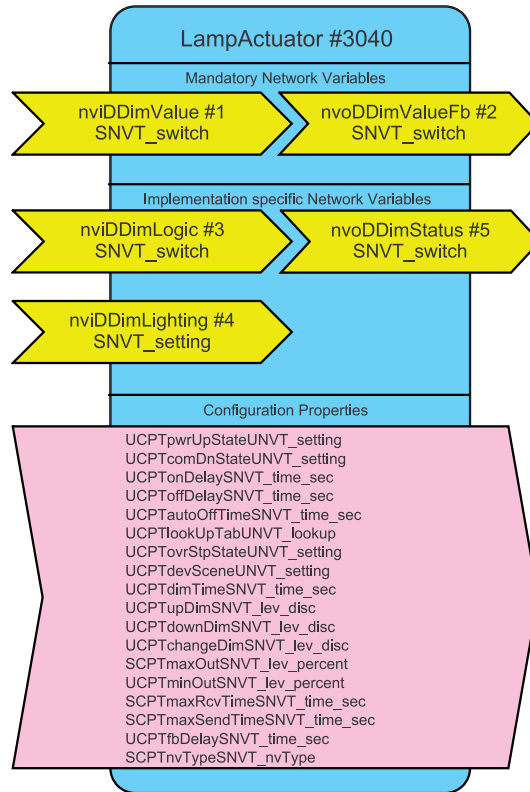 LampActuator #3040
Mandatory Network Variables
nviDDimValue #1
SNVT_switch
nvoDDimValueFb #2
SNVT_switch
Implementation specific Network Variables
nviDDimLogic #3
SNVT_switch
nvoDDimStatus #5
SNVT_switch
nviDDimLighting #4
SNVT_setting
Configuration Properties
UCPTpwrUpStateUNVT_setting
UCPTcomDnStateUNVT_setting
UCPTonDelaySNVT_time_sec
UCPToffDelaySNVT_time_sec
UCPTautoOffTimeSNVT_time_sec
UCPTlookUpTabUNVT_lookup
UCPTovrStpStateUNVT_setting
UCPTdevSceneUNVT_setting
UCPTdimTimeSNVT_time_sec
UCPTupDimSNVT_lev_disc
UCPTdownDimSNVT_lev_disc
UCPTchangeDimSNVT_lev_disc
SCPTmaxOutSNVT_lev_percent
UCPTminOutSNVT_lev_percent
SCPTmaxRcvTimeSNVT_time_sec
SCPTmaxSendTimeSNVT_time_sec
UCPTfbDelaySNVT_time_sec
SCPTnvTypeSNVT_nvType